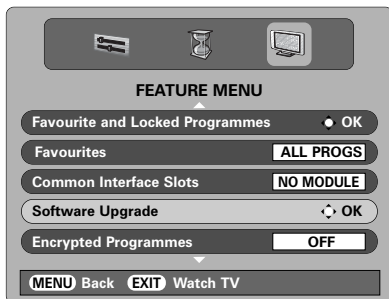 FEATURE MENU
Favourite and Locked Programmes OK
Favourites ALL PROGS
Common Interface Slots NO MODULE
Software Upgrade OK
Encrypted Programmes OFF
MENU Back EXIT Watch TV